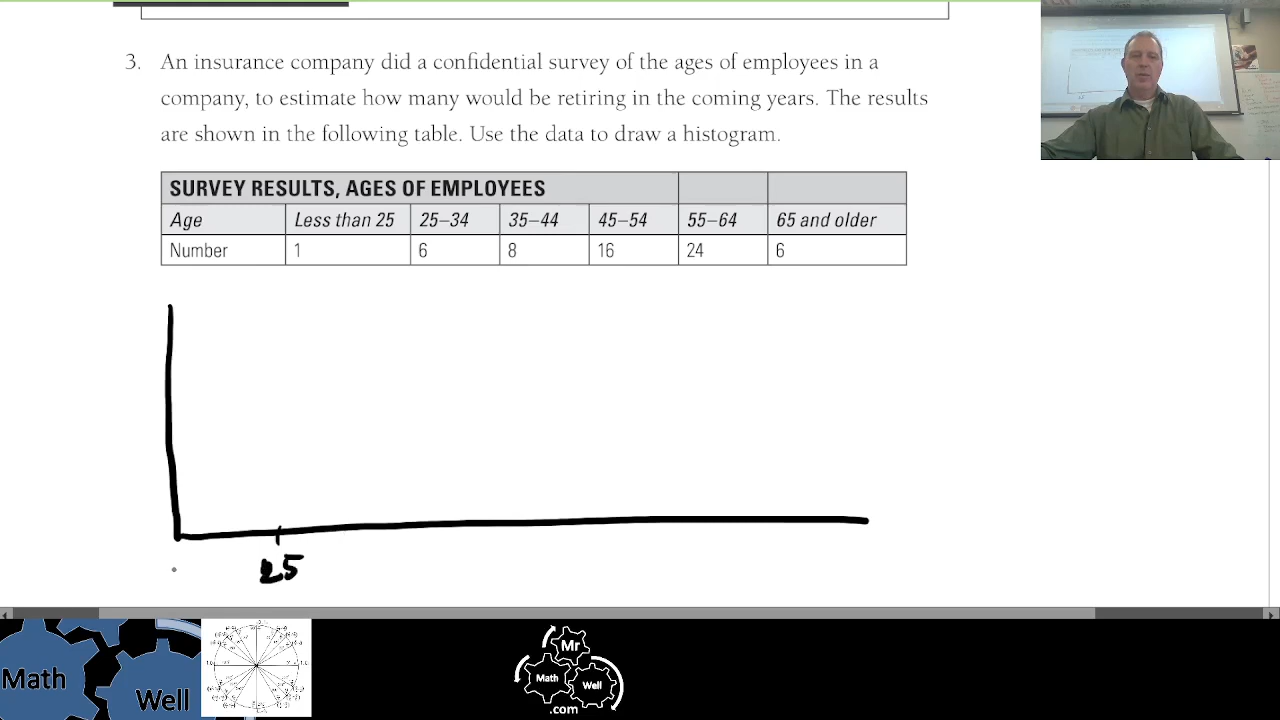 3. An insurance company did a confidential survey of the ages of employees in a
company, to estimate how many would be retiring in the coming years. The results
are shown in the following table. Use the data to draw a histogram.
SURVEY RESULTS, AGES OF EMPLOYEES
Age Less than 25 25–34 35–44 45–54 55–64 65 and older
Number 1 6 8 16 24 6
25
Math
Well
Mr
Math
Well
.com